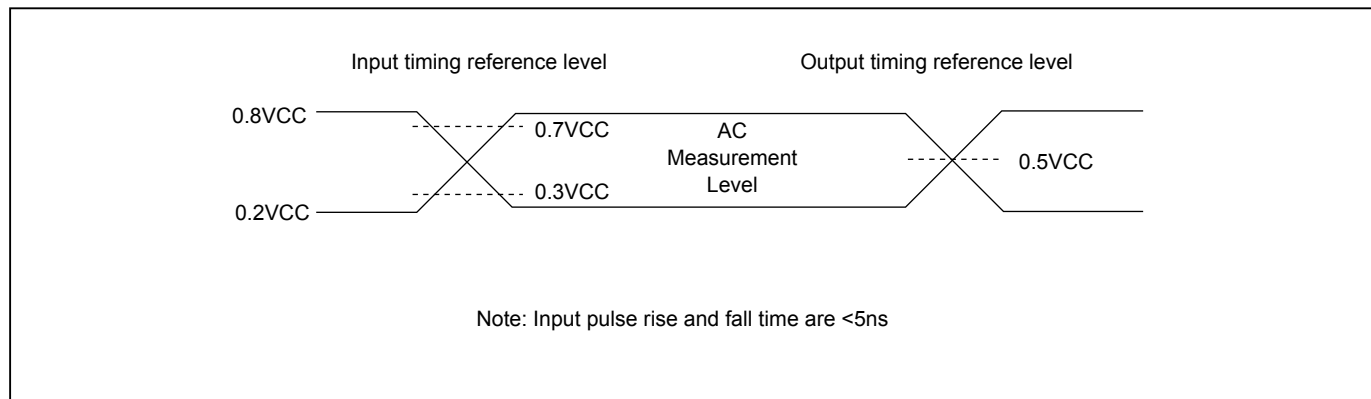 Input timing reference level
Output timing reference level
0.8VCC
0.7VCC
AC
Measurement
Level
0.5VCC
0.3VCC
0.2VCC
Note: Input pulse rise and fall time are <5ns